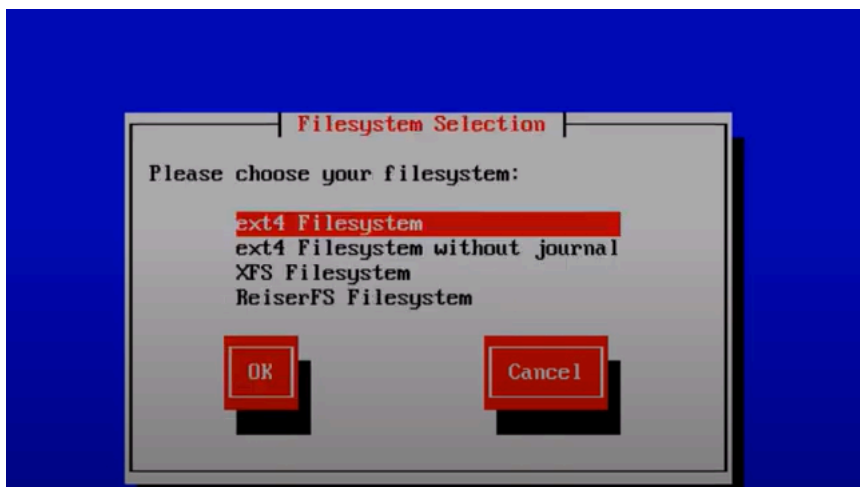 Filesystem Selection
Please choose your filesystem:
ext4 Filesystem
ext4 Filesystem without journal
XFS Filesystem
ReiserFS Filesystem
OK
Cancel